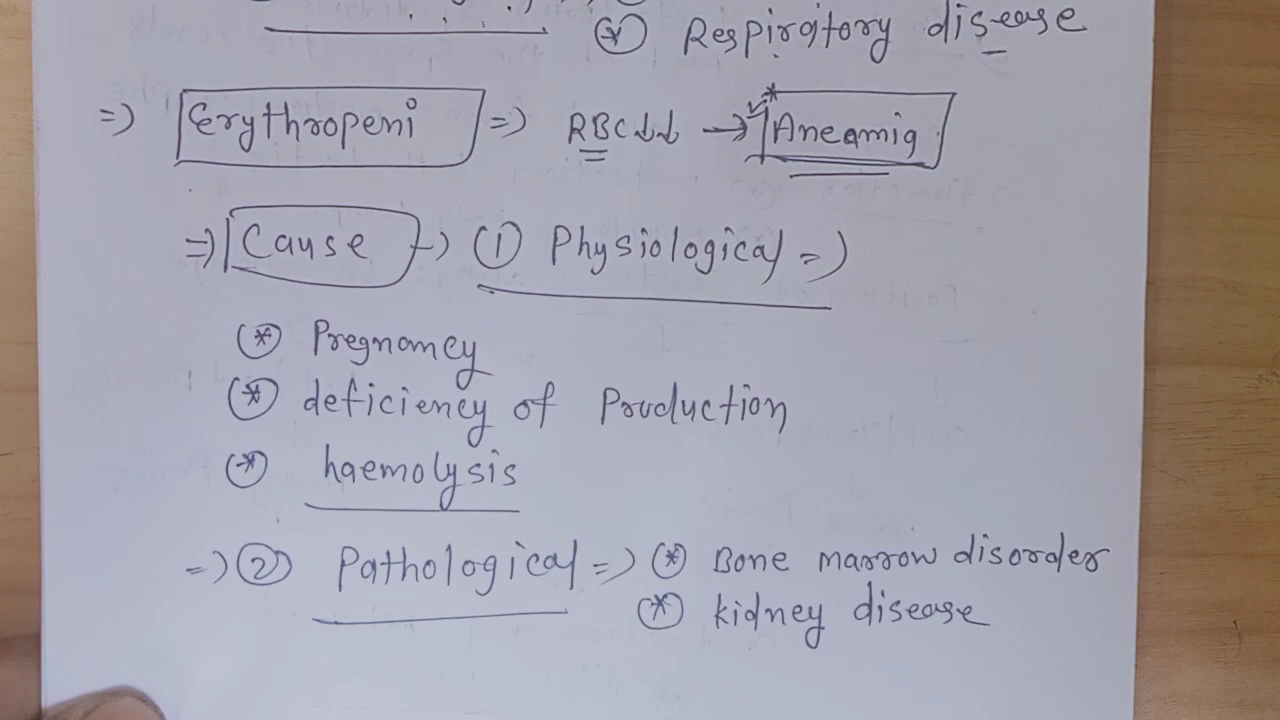 (*) Respiratory disease
=> Erythropeni => RBC↓↓ → *Aneamia
=> Cause → (1) Physiological =>
(*) Pregnancy
(*) deficiency of Production
(*) haemolysis
=> (2) Pathological => (*) Bone marrow disorder
(*) kidney disease